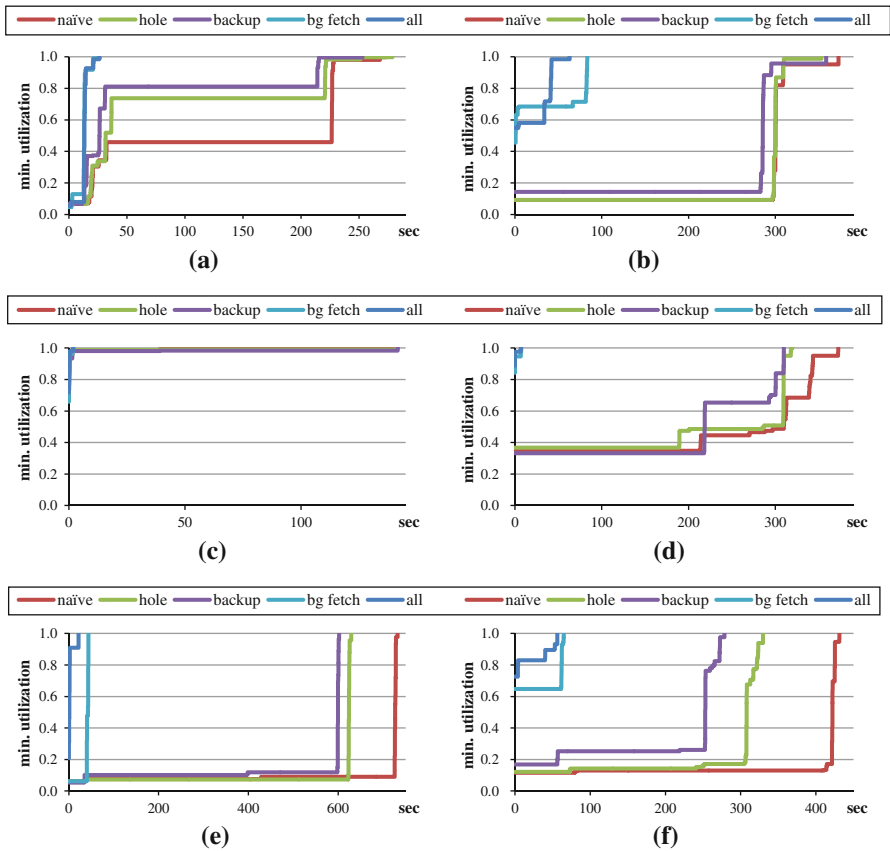 naïve hole backup bg fetch all
naïve hole backup bg fetch all
min. utilization
1.0
0.8
0.6
0.4
0.2
0.0
0 50 100 150 200 250 sec
(a)
min. utilization
1.0
0.8
0.6
0.4
0.2
0.0
0 100 200 300 sec
(b)
naïve hole backup bg fetch all
naïve hole backup bg fetch all
min. utilization
1.0
0.8
0.6
0.4
0.2
0.0
0 50 100 sec
(c)
min. utilization
1.0
0.8
0.6
0.4
0.2
0.0
0 100 200 300 sec
(d)
naïve hole backup bg fetch all
naïve hole backup bg fetch all
min. utilization
1.0
0.8
0.6
0.4
0.2
0.0
0 200 400 600 sec
(e)
min. utilization
1.0
0.8
0.6
0.4
0.2
0.0
0 100 200 300 400 sec
(f)